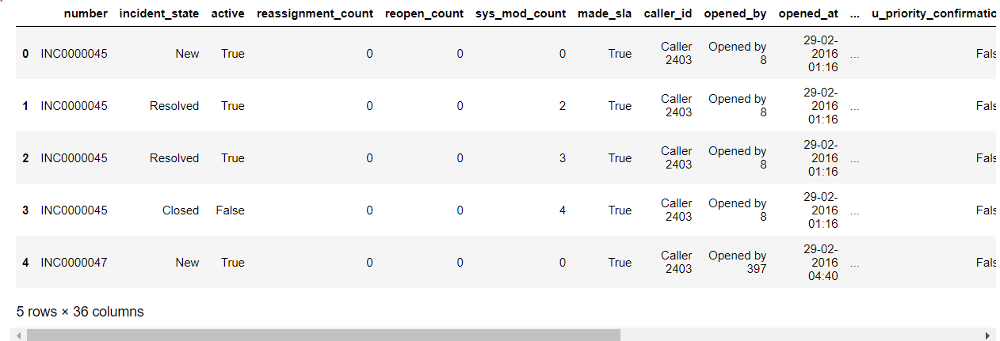 number incident_state active reassignment_count reopen_count sys_mod_count made_sla caller_id opened_by opened_at ... u_priority_confirmatio
0 INC0000045 New True 0 0 0 True Caller 2403 Opened by 8 29-02-2016 01:16 ... Fals
1 INC0000045 Resolved True 0 0 2 True Caller 2403 Opened by 8 29-02-2016 01:16 ... Fals
2 INC0000045 Resolved True 0 0 3 True Caller 2403 Opened by 8 29-02-2016 01:16 ... Fals
3 INC0000045 Closed False 0 0 4 True Caller 2403 Opened by 8 29-02-2016 01:16 ... Fals
4 INC0000047 New True 0 0 0 True Caller 2403 Opened by 397 29-02-2016 04:40 ... Fals
5 rows × 36 columns